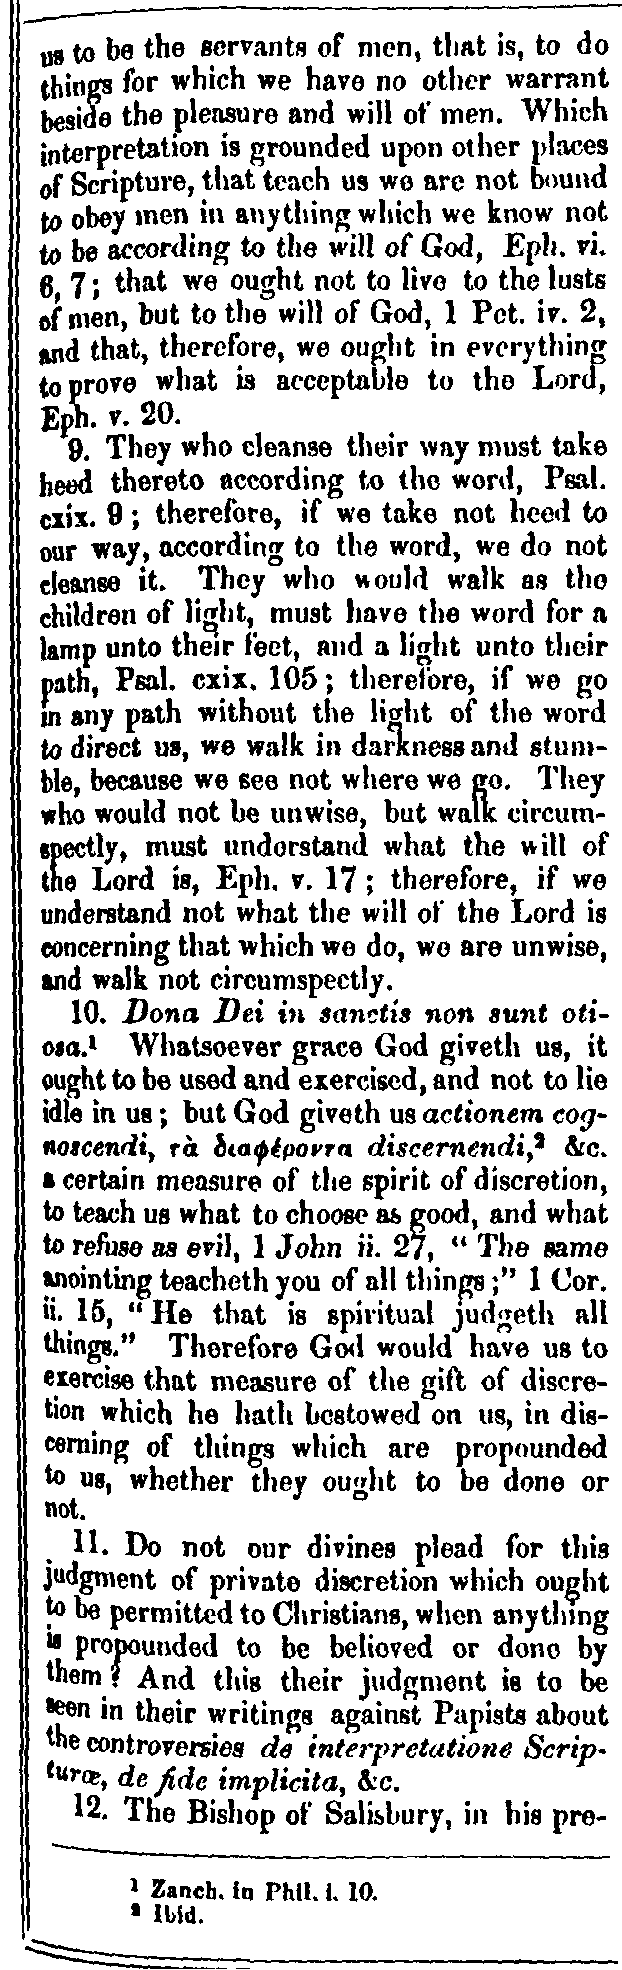 us to be the servants of men, that is, to do
things for which we have no other warrant
beside the pleasure and will of men. Which
interpretation is grounded upon other places
of Scripture, that teach us we are not bound
to obey men in anything which we know not
to be according to the will of God, Eph. vi.
6, 7; that we ought not to live to the lusts
of men, but to the will of God, 1 Pet. iv. 2,
and that, therefore, we ought in everything
to prove what is acceptable to the Lord,
Eph. v. 20.
9. They who cleanse their way must take
heed thereto according to the word, Psal.
cxix. 9; therefore, if we take not heed to
our way, according to the word, we do not
cleanse it. They who would walk as the
children of light, must have the word for a
lamp unto their feet, and a light unto their
path, Psal. cxix. 105; therefore, if we go
in any path without the light of the word
to direct us, we walk in darkness and stum-
ble, because we see not where we go. They
who would not be unwise, but walk circum-
spectly, must understand what the will of
the Lord is, Eph. v. 17; therefore, if we
understand not what the will of the Lord is
concerning that which we do, we are unwise,
and walk not circumspectly.
10. Dona Dei in sanctis non sunt oti-
osa.¹ Whatsoever grace God giveth us, it
ought to be used and exercised, and not to lie
idle in us; but God giveth us actionem cog-
noscendi, τὰ διαφέροντα discernendi,² &c.
a certain measure of the spirit of discretion,
to teach us what to choose as good, and what
to refuse as evil, 1 John ii. 27, “ The same
anointing teacheth you of all things;” 1 Cor.
ii. 15, “He that is spiritual judgeth all
things.” Therefore God would have us to
exercise that measure of the gift of discre-
tion which he hath bestowed on us, in dis-
cerning of things which are propounded
to us, whether they ought to be done or
not.
11. Do not our divines plead for this
judgment of private discretion which ought
to be permitted to Christians, when anything
is propounded to be believed or done by
them? And this their judgment is to be
seen in their writings against Papists about
the controversies de interpretatione Scrip-
turæ, de fide implicita, &c.
12. The Bishop of Salisbury, in his pre-
¹ Zanch. in Phil. i. 10.
² Ibid.